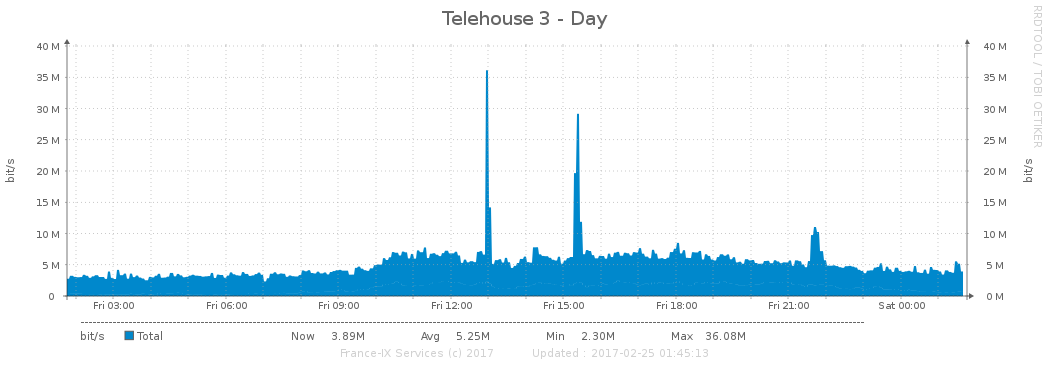 Telehouse 3 - Day
RRDTOOL / TOBI OETIKER
40 M 40 M
35 M 35 M
30 M 30 M
25 M 25 M
20 M 20 M
15 M 15 M
10 M 10 M
5 M 5 M
0 0 M
bit/s
bit/s
Fri 03:00 Fri 06:00 Fri 09:00 Fri 12:00 Fri 15:00 Fri 18:00 Fri 21:00 Sat 00:00
bit/s Total Now 3.89M Avg 5.25M Min 2.30M Max 36.08M
France-IX Services (c) 2017 Updated : 2017-02-25 01:45:13